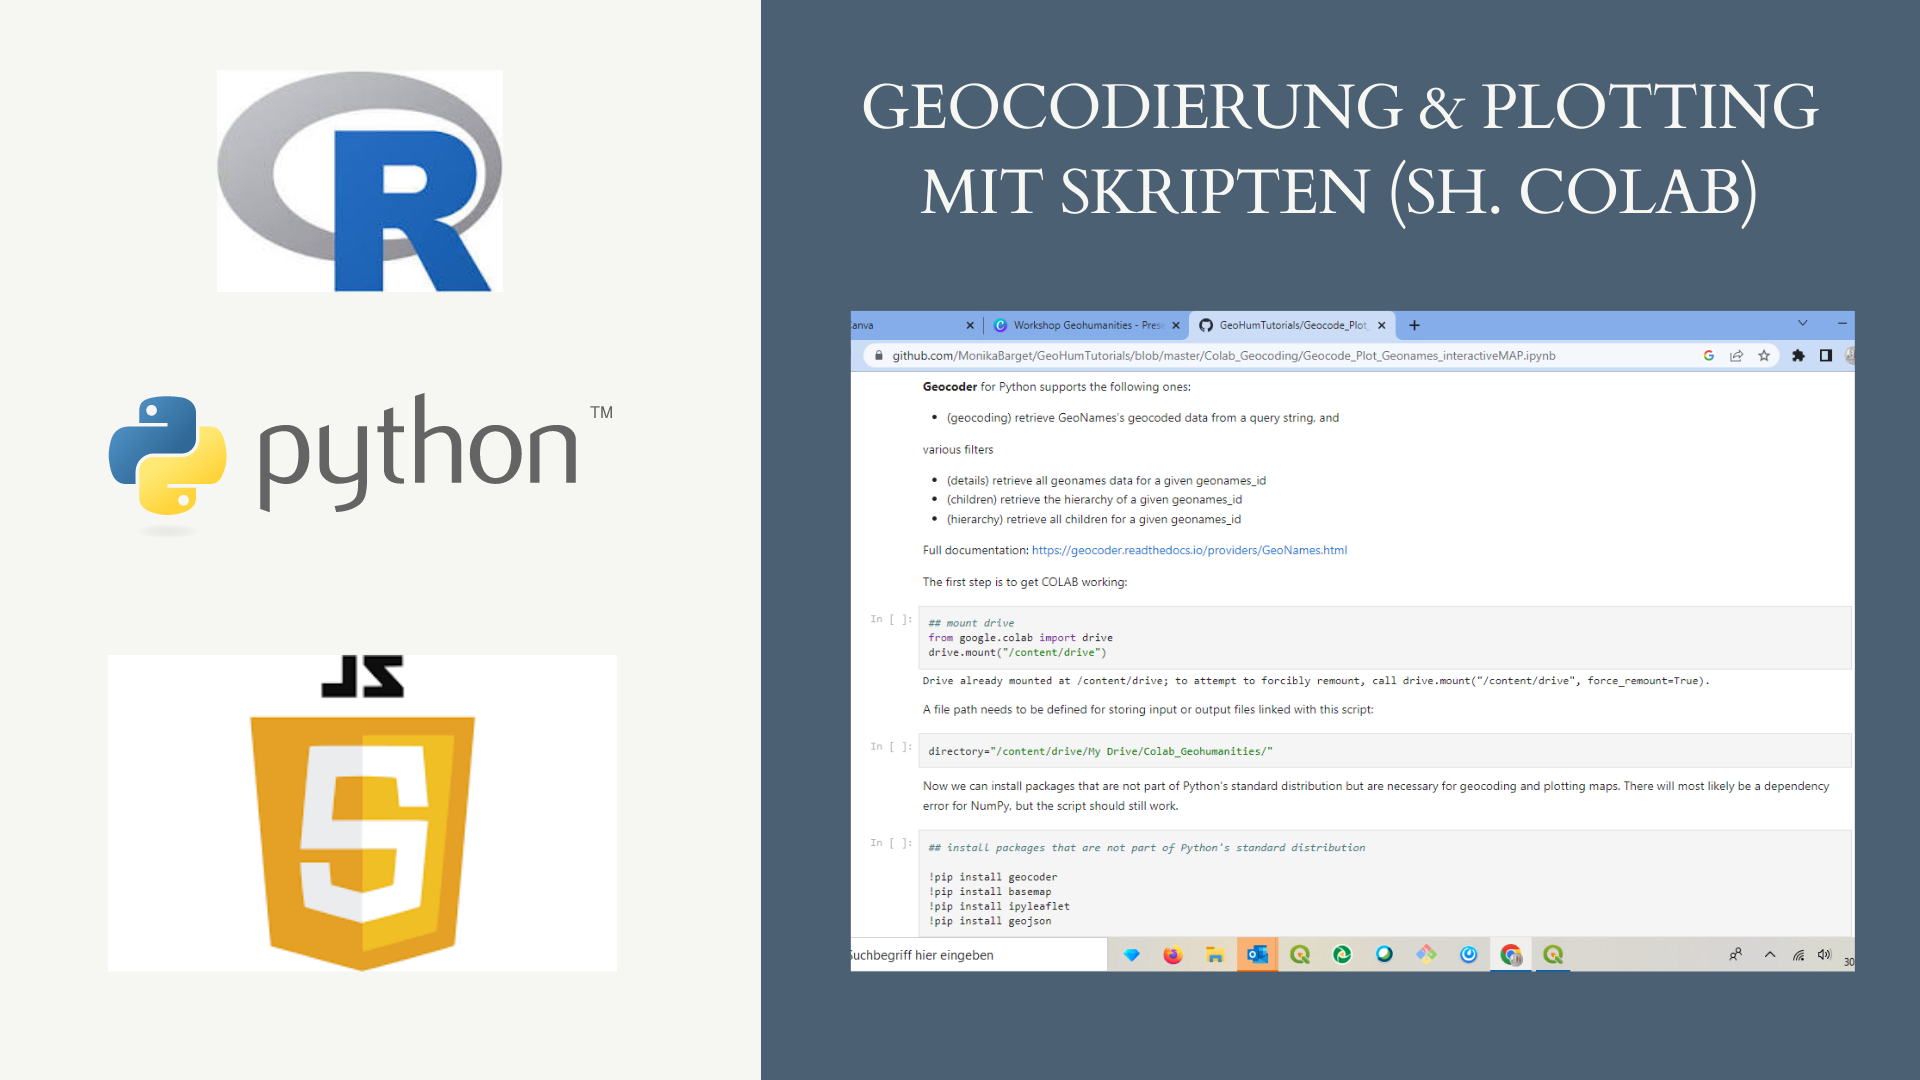 R
python™
JS
GEOCODIERUNG & PLOTTING
MIT SKRIPTEN (SH. COLAB)
Workshop Geohumanities - Prese
GeoHumTutorials/Geocode_Plot_
github.com/MonikaBarget/GeoHumTutorials/blob/master/Colab_Geocoding/Geocode_Plot_Geonames_interactiveMAP.ipynb
Geocoder for Python supports the following ones:
• (geocoding) retrieve GeoNames's geocoded data from a query string, and
various filters
• (details) retrieve all geonames data for a given geonames_id
• (children) retrieve the hierarchy of a given geonames_id
• (hierarchy) retrieve all children for a given geonames_id
Full documentation: https://geocoder.readthedocs.io/providers/GeoNames.html
The first step is to get COLAB working:
In [ ]:
## mount drive
from google.colab import drive
drive.mount("/content/drive")
Drive already mounted at /content/drive; to attempt to forcibly remount, call drive.mount("/content/drive", force_remount=True).
A file path needs to be defined for storing input or output files linked with this script:
In [ ]:
directory="/content/drive/My Drive/Colab_Geohumanities/"
Now we can install packages that are not part of Python's standard distribution but are necessary for geocoding and plotting maps. There will most likely be a dependency
error for NumPy, but the script should still work.
In [ ]:
## install packages that are not part of Python's standard distribution
!pip install geocoder
!pip install basemap
!pip install ipyleaflet
!pip install geojson
uchbegriff hier eingeben
30